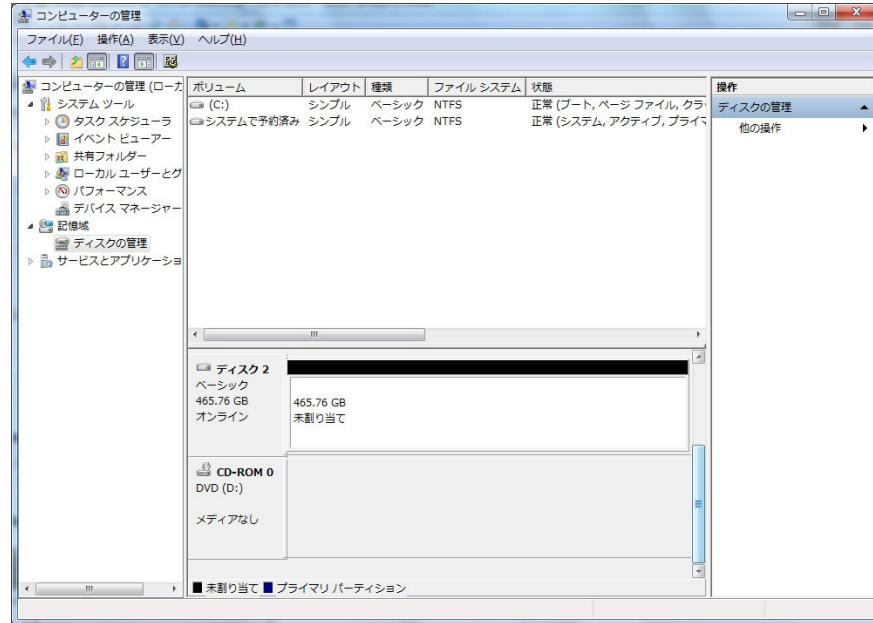 コンピューターの管理
ファイル(F) 操作(A) 表示(V) ヘルプ(H)
コンピューターの管理 (ローカ
システム ツール
タスク スケジューラ
イベント ビューアー
共有フォルダー
ローカル ユーザーとグ
パフォーマンス
デバイス マネージャー
記憶域
ディスクの管理
サービスとアプリケーショ
ボリューム レイアウト 種類 ファイル システム 状態
(C:) シンプル ベーシック NTFS 正常 (ブート, ページ ファイル, クラ
システムで予約済み シンプル ベーシック NTFS 正常 (システム, アクティブ, プライマ
ディスク 2
ベーシック
465.76 GB
オンライン
465.76 GB
未割り当て
CD-ROM 0
DVD (D:)
メディアなし
未割り当て プライマリ パーティション
操作
ディスクの管理
他の操作